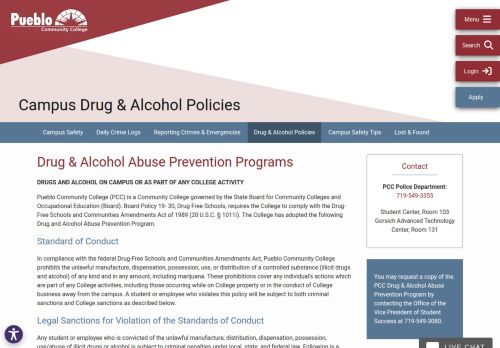 Pueblo
Community College
Menu
Search
Login
Apply
Campus Drug & Alcohol Policies
Campus Safety
Daily Crime Logs
Reporting Crimes & Emergencies
Drug & Alcohol Policies
Campus Safety Tips
Lost & Found
Drug & Alcohol Abuse Prevention Programs
DRUGS AND ALCOHOL ON CAMPUS OR AS PART OF ANY COLLEGE ACTIVITY
Pueblo Community College (PCC) is a Community College governed by the State Board for Community Colleges and
Occupational Education (Board). Board Policy 19- 30, Drug-Free Schools, requires the College to comply with the Drug-
Free Schools and Communities Amendments Act of 1989 (20 U.S.C. § 1011i). The College has adopted the following
Drug and Alcohol Abuse Prevention Program.
Standard of Conduct
In compliance with the federal Drug-Free Schools and Communities Amendments Act, Pueblo Community College
prohibits the unlawful manufacture, dispensation, possession, use, or distribution of a controlled substance (illicit drugs
and alcohol) of any kind and in any amount, including marijuana. These prohibitions cover any individual's actions which
are part of any College activities, including those occurring while on College property or in the conduct of College
business away from the campus. A student or employee who violates this policy will be subject to both criminal
sanctions and College sanctions as described below.
Legal Sanctions for Violation of the Standards of Conduct
Any student or employee who is convicted of the unlawful manufacture, distribution, dispensation, possession,
use/abuse of illicit drugs or alcohol is subject to criminal penalties under local, state, and federal law. Following is a
Contact
PCC Police Department:
719-549-3355
Student Center, Room 103
Gorsich Advanced Technology
Center, Room 131
You may request a copy of the
PCC Drug & Alcohol Abuse
Prevention Program by
contacting the Office of the
Vice President of Student
Success at 719-549-3080.
LIVE CHAT